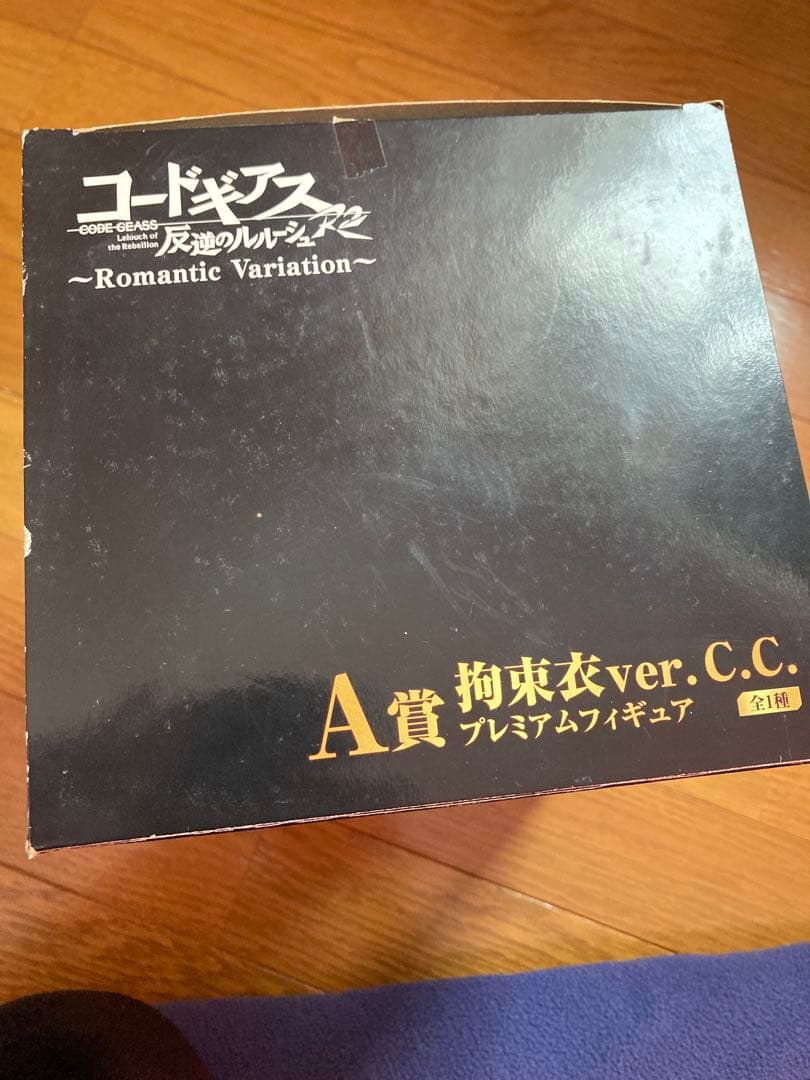 コードギアス
CODE GEASS
Lelouch of
the Rebellion
反逆のルルーシュ R2
～Romantic Variation～
A賞
拘束衣ver. C.C.
プレミアムフィギュア
全1種